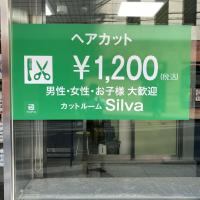 ヘアカット
¥1,200(税込)
男性・女性・お子様 大歓迎
カットルーム Silva